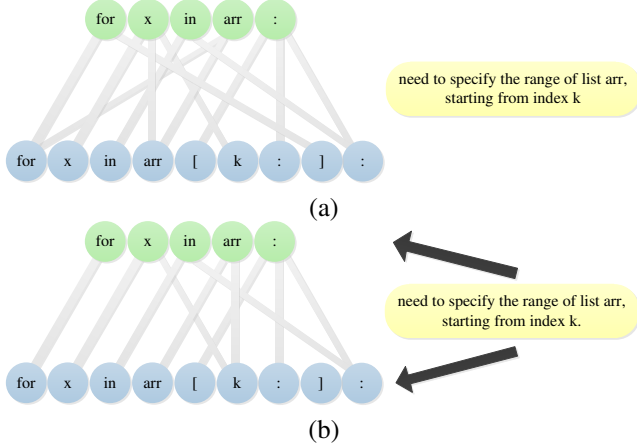 for x in arr :
need to specify the range of list arr,
starting from index k
for x in arr [ k : ] :
(a)
for x in arr :
need to specify the range of list arr,
starting from index k.
for x in arr [ k : ] :
(b)